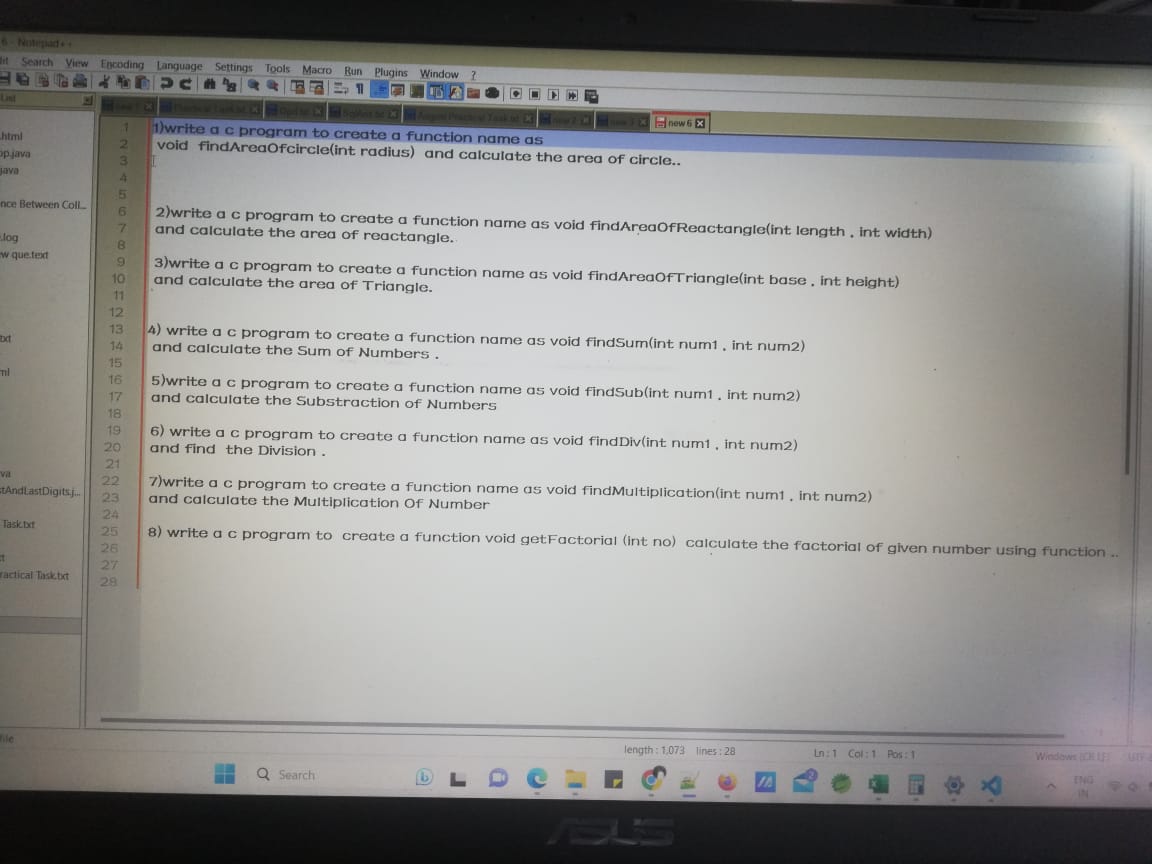 6 - Notepad++
Search View Encoding Language Settings Tools Macro Run Plugins Window ?
new 6
html
op.java
java
nce Between Coll...
.log
w que.text
txt
ml
va
tAndLastDigits.j...
Task.txt
ractical Task.txt
1 1)write a c program to create a function name as
2 void findAreaOfcircle(int radius) and calculate the area of circle..
3
4
5
6 2)write a c program to create a function name as void findAreaOfReactangle(int length , int width)
7 and calculate the area of reactangle.
8
9 3)write a c program to create a function name as void findAreaOfTriangle(int base , int height)
10 and calculate the area of Triangle.
11
12
13 4) write a c program to create a function name as void findSum(int num1 , int num2)
14 and calculate the Sum of Numbers .
15
16 5)write a c program to create a function name as void findSub(int num1 , int num2)
17 and calculate the Substraction of Numbers
18
19 6) write a c program to create a function name as void findDiv(int num1 , int num2)
20 and find the Division .
21
22 7)write a c program to create a function name as void findMultiplication(int num1 , int num2)
23 and calculate the Multiplication Of Number
24
25 8) write a c program to create a function void getFactorial (int no) calculate the factorial of given number using function ..
26
27
28
file
length : 1,073 lines : 28 Ln : 1 Col : 1 Pos : 1 Windows (CR LF)
Search
ENG
IN
ASUS